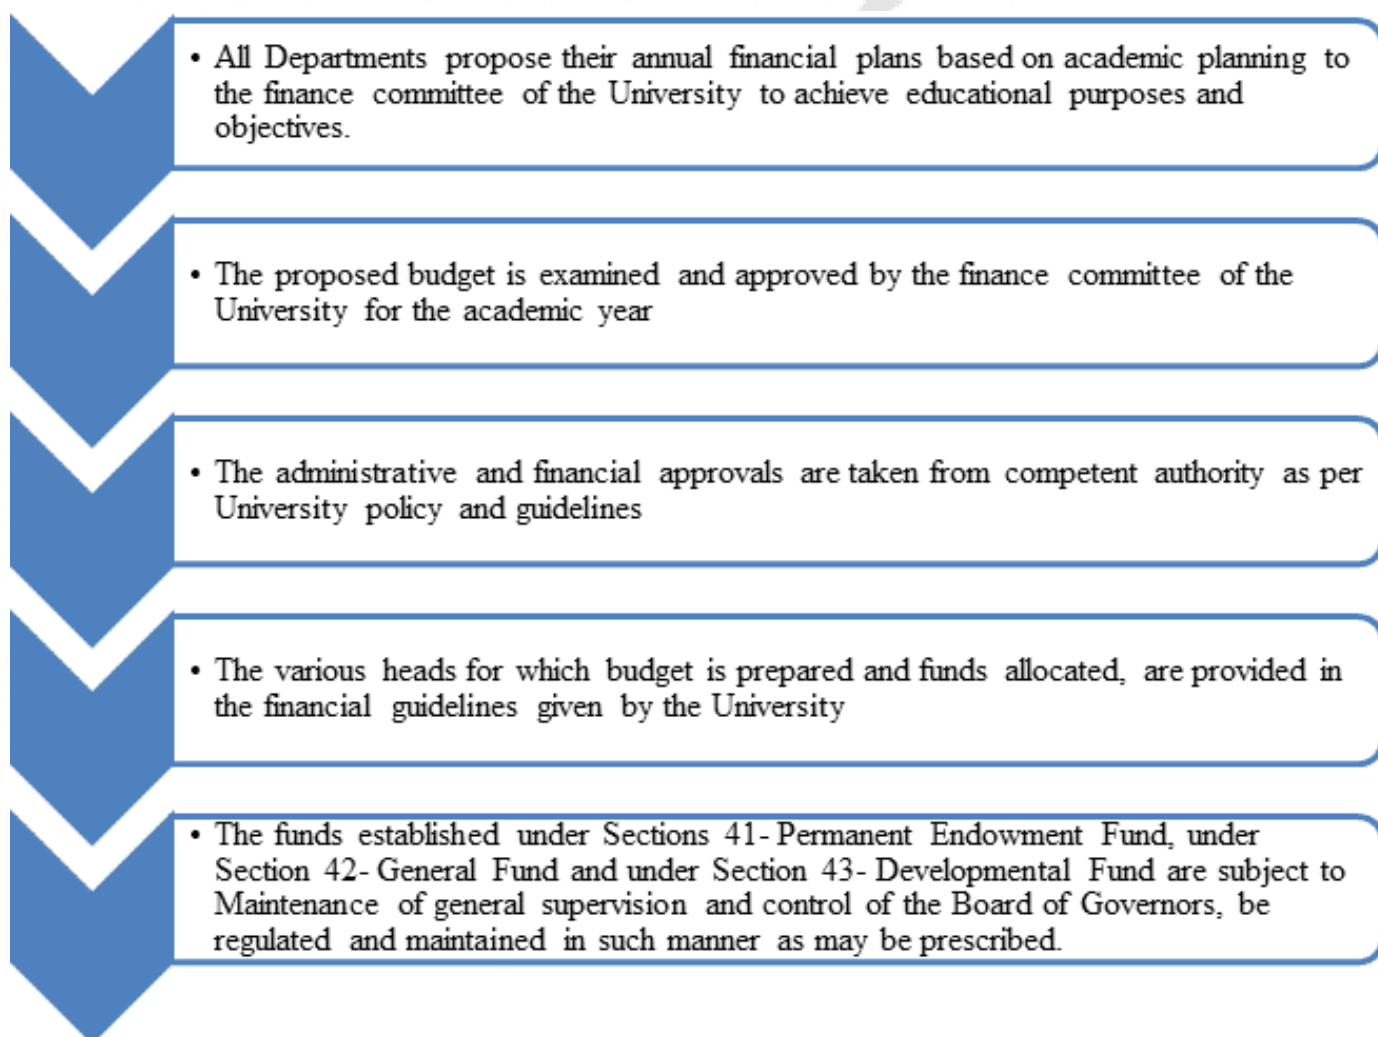 • All Departments propose their annual financial plans based on academic planning to
the finance committee of the University to achieve educational purposes and
objectives.
• The proposed budget is examined and approved by the finance committee of the
University for the academic year
• The administrative and financial approvals are taken from competent authority as per
University policy and guidelines
• The various heads for which budget is prepared and funds allocated, are provided in
the financial guidelines given by the University
• The funds established under Sections 41- Permanent Endowment Fund, under
Section 42- General Fund and under Section 43- Developmental Fund are subject to
Maintenance of general supervision and control of the Board of Governors, be
regulated and maintained in such manner as may be prescribed.